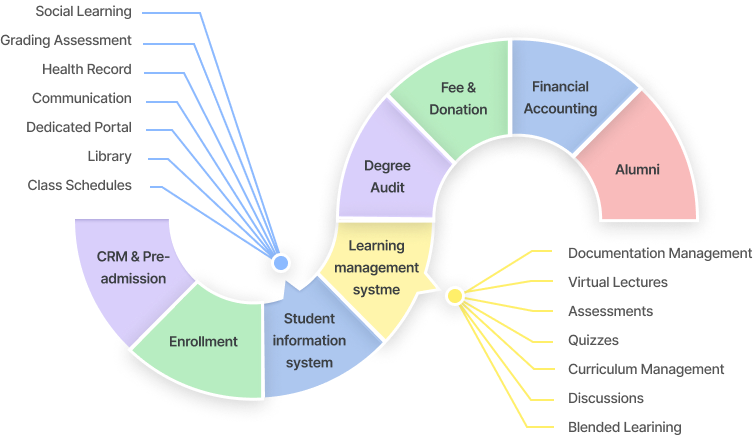 Social Learning
Grading Assessment
Health Record
Communication
Dedicated Portal
Library
Class Schedules
CRM & Pre-
admission
Enrollment
Student
information
system
Learning
management
systme
Degree
Audit
Fee &
Donation
Financial
Accounting
Alumni
Documentation Management
Virtual Lectures
Assessments
Quizzes
Curriculum Management
Discussions
Blended Learining